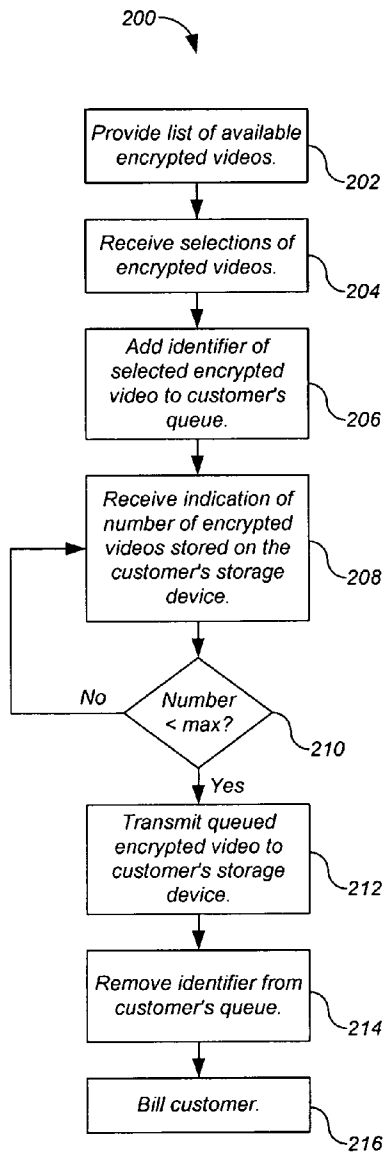 200
Provide list of available
encrypted videos.
202
Receive selections of
encrypted videos.
204
Add identifier of
selected encrypted
video to customer's
queue.
206
Receive indication of
number of encrypted
videos stored on the
customer's storage
device.
208
No
Number
< max?
210
Yes
Transmit queued
encrypted video to
customer's storage
device.
212
Remove identifier from
customer's queue.
214
Bill customer.
216